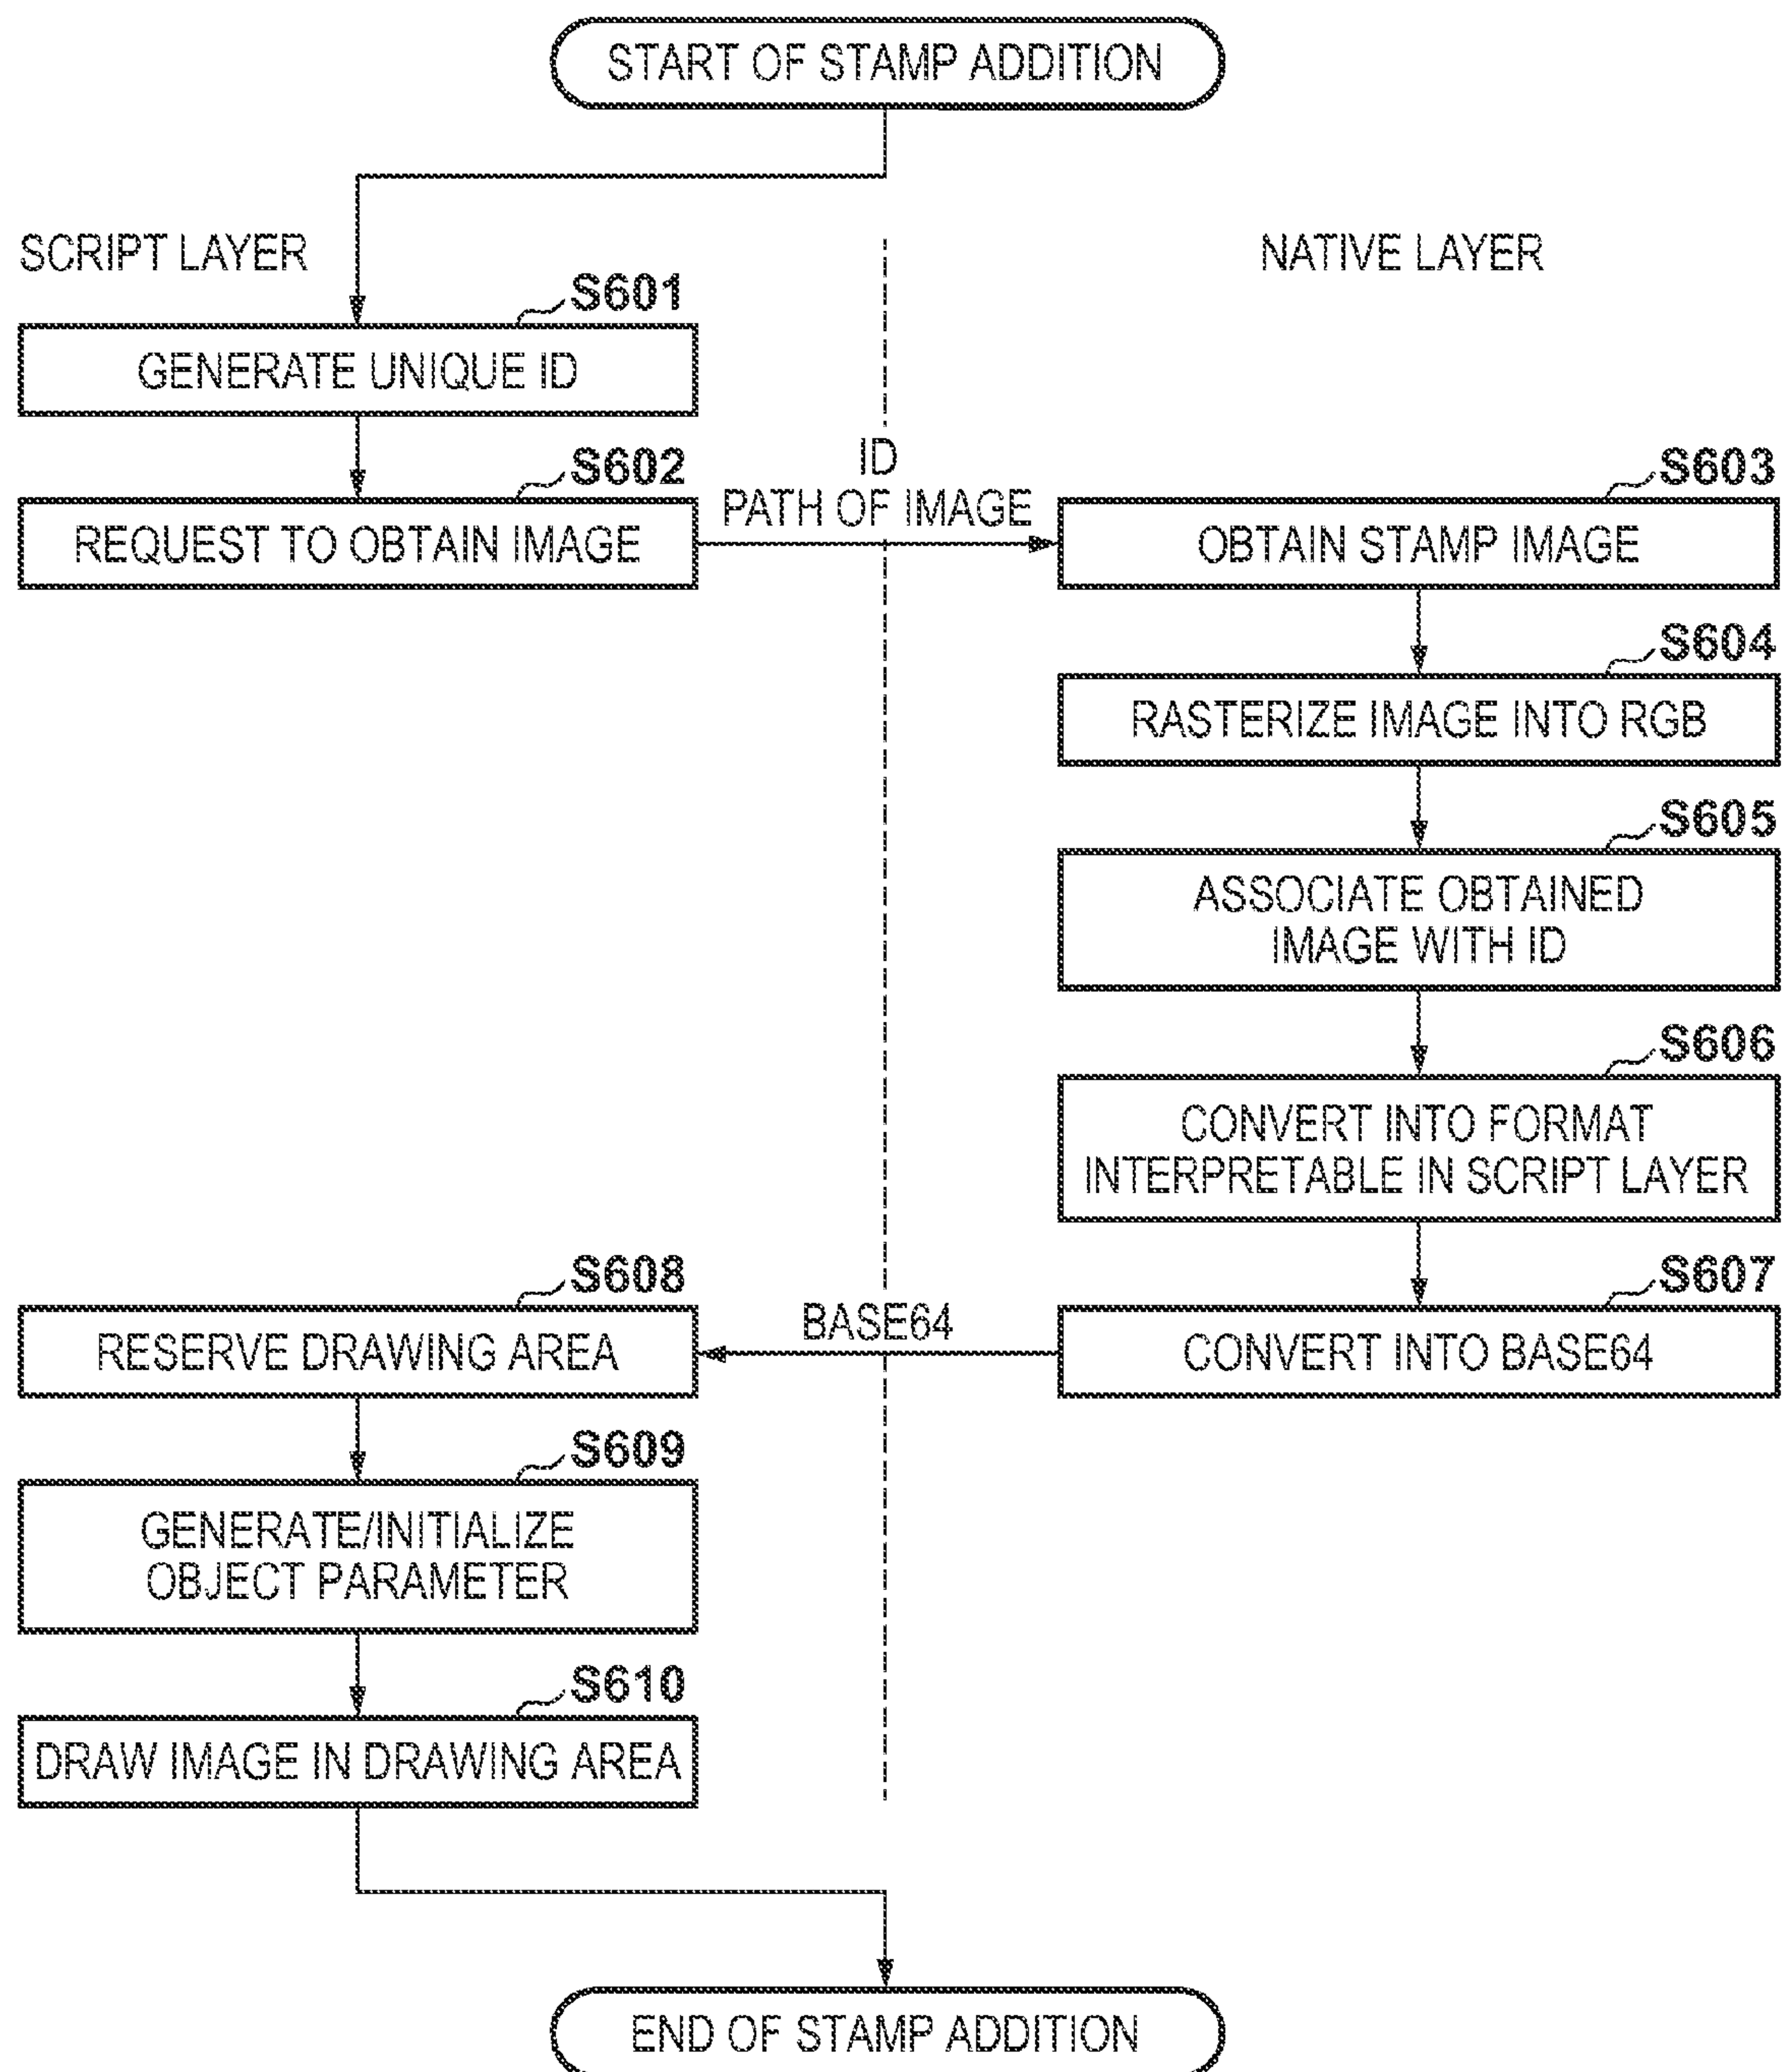 START OF STAMP ADDITION
SCRIPT LAYER
NATIVE LAYER
S601
GENERATE UNIQUE ID
S602
REQUEST TO OBTAIN IMAGE
ID
PATH OF IMAGE
S603
OBTAIN STAMP IMAGE
S604
RASTERIZE IMAGE INTO RGB
S605
ASSOCIATE OBTAINED
IMAGE WITH ID
S606
CONVERT INTO FORMAT
INTERPRETABLE IN SCRIPT LAYER
S607
CONVERT INTO BASE64
BASE64
S608
RESERVE DRAWING AREA
S609
GENERATE/INITIALIZE
OBJECT PARAMETER
S610
DRAW IMAGE IN DRAWING AREA
END OF STAMP ADDITION